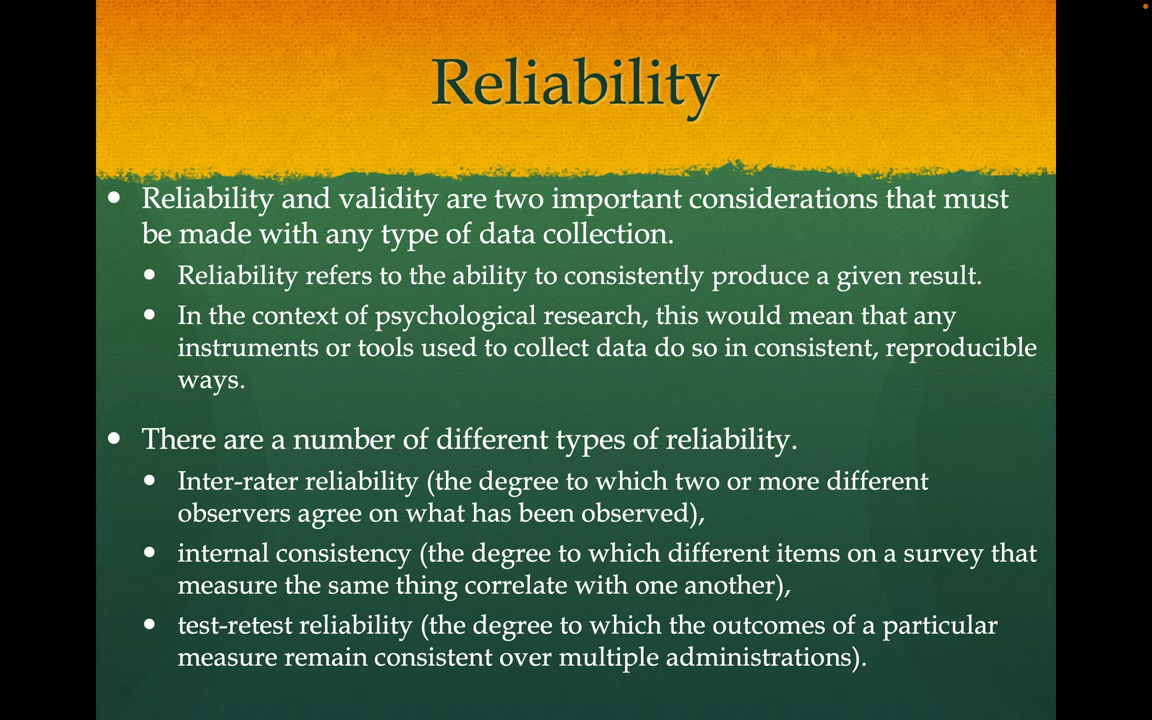 Reliability
• Reliability and validity are two important considerations that must
be made with any type of data collection.
• Reliability refers to the ability to consistently produce a given result.
• In the context of psychological research, this would mean that any
instruments or tools used to collect data do so in consistent, reproducible
ways.
• There are a number of different types of reliability.
• Inter-rater reliability (the degree to which two or more different
observers agree on what has been observed),
• internal consistency (the degree to which different items on a survey that
measure the same thing correlate with one another),
• test-retest reliability (the degree to which the outcomes of a particular
measure remain consistent over multiple administrations).